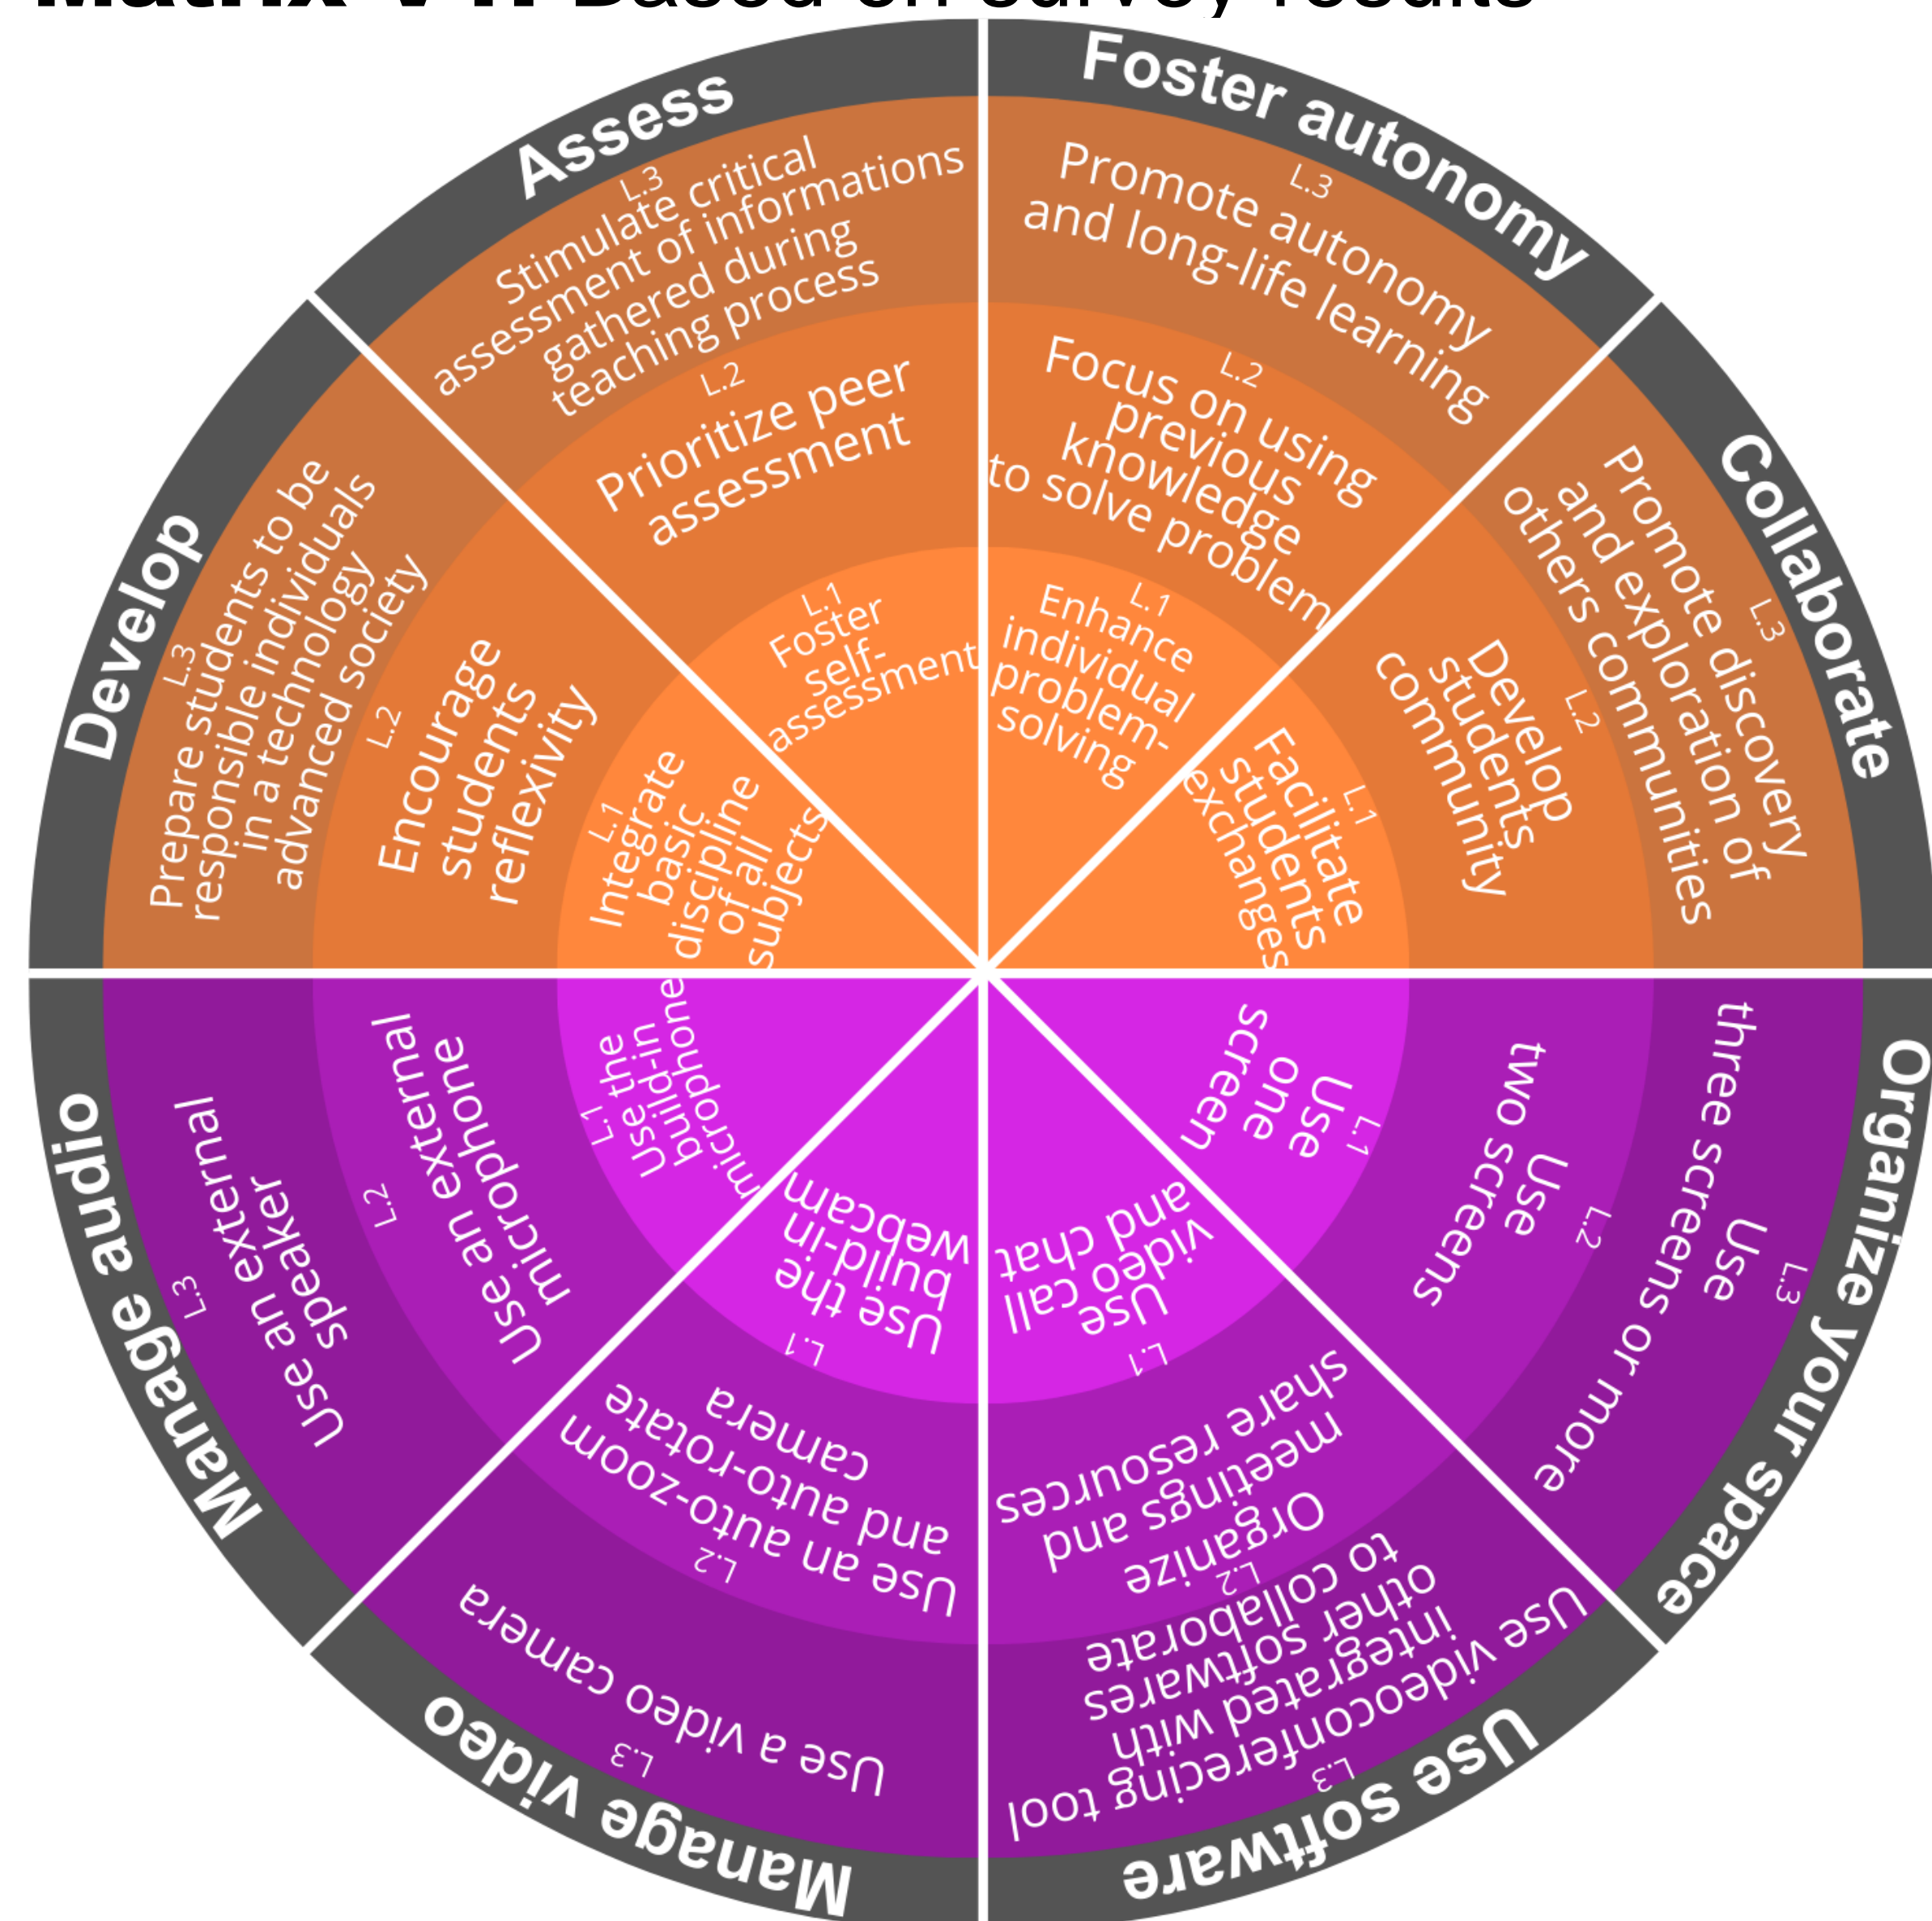 Assess
L.3
Stimulate critical
assessment of informations
gathered during
teaching process
L.2
Prioritize peer
assessment
L.1
Foster
self-
assessment
Foster autonomy
L.3
Promote autonomy
and long-life learning
L.2
Focus on using
previous
knowledge
to solve problem
L.1
Enhance
individual
problem-
solving
Collaborate
L.3
Promote discovery
and exploration of
others communities
L.2
Develop
students
community
L.1
Facilitate
students
exchanges
Organize your space
L.3
Use
three screens or more
L.2
Use
two screens
L.1
Use
one
screen
Use software
L.3
Use videoconferecing tool
integrated with
other softwares
to collaborate
L.2
Organize
meetings and
share resources
L.1
Use
video call
and chat
Manage video
L.3
Use a video camera
L.2
Use an auto-zoom
and auto-rotate
camera
L.1
Use the
build-in
webcam
Manage audio
L.3
Use an external
speaker
L.2
Use an external
microphone
L.1
Use the
build-in
micorphone
Develop
L.3
Prepare students to be
responsible individuals
in a technology
advanced society
L.2
Encourage
students
reflexivity
L.1
Integrate
basic
discipline
of all
subjects